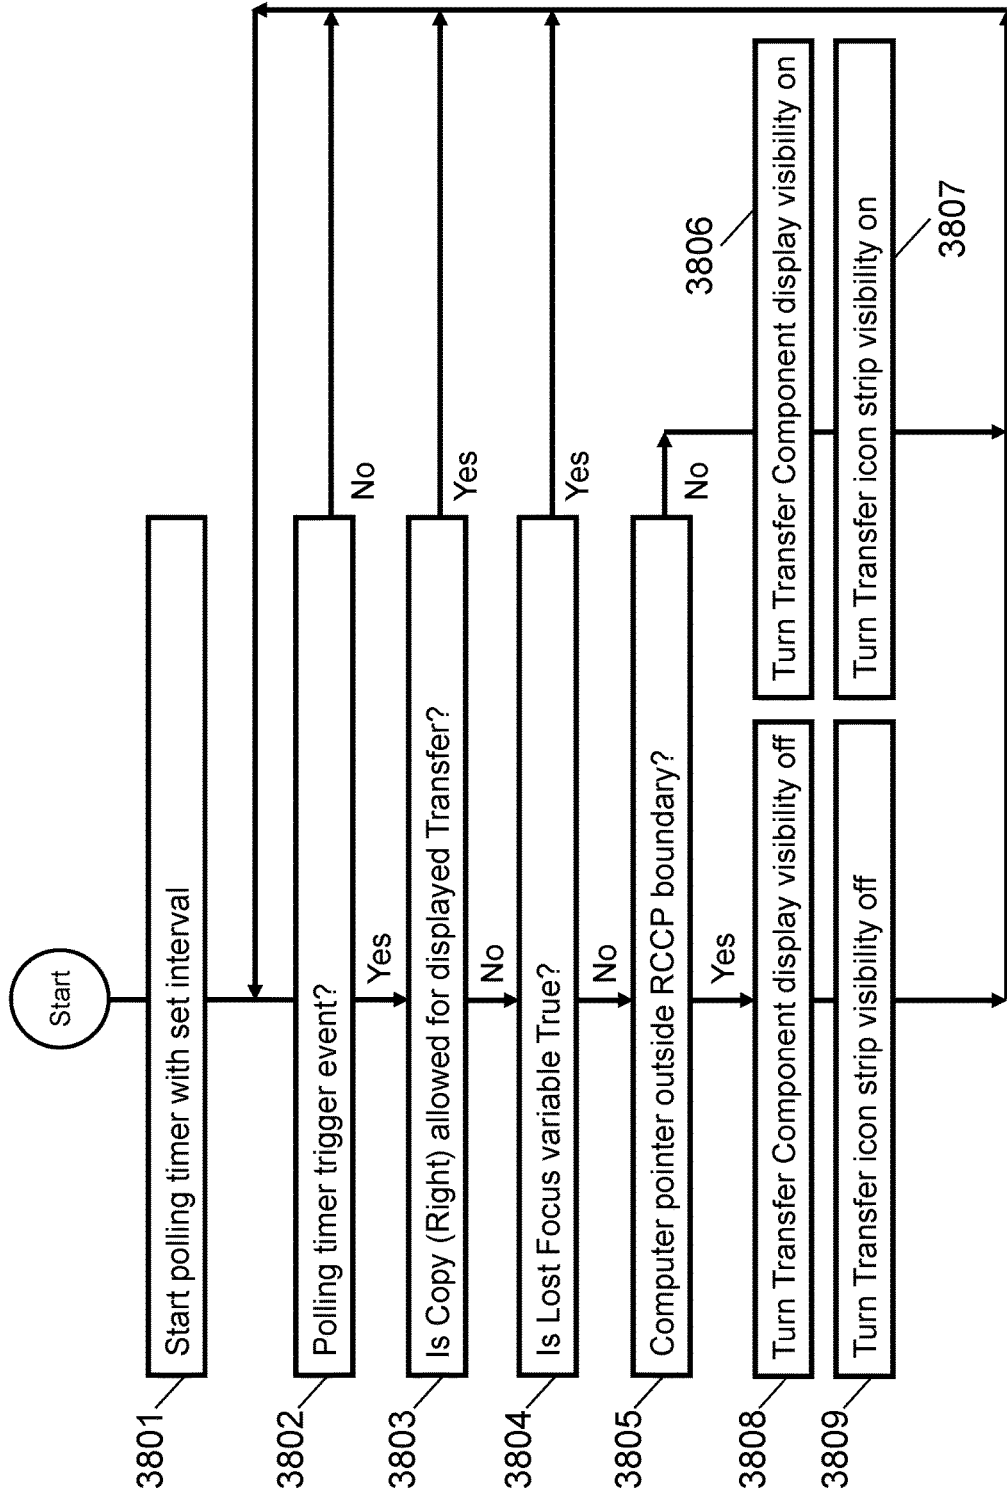 Start
3801
Start polling timer with set interval
3802
Polling timer trigger event?
No
Yes
3803
Is Copy (Right) allowed for displayed Transfer?
Yes
No
3804
Is Lost Focus variable True?
Yes
No
3805
Computer pointer outside RCCP boundary?
No
Yes
3806
3808
Turn Transfer Component display visibility off
Turn Transfer Component display visibility on
3809
Turn Transfer icon strip visibility off
Turn Transfer icon strip visibility on
3807